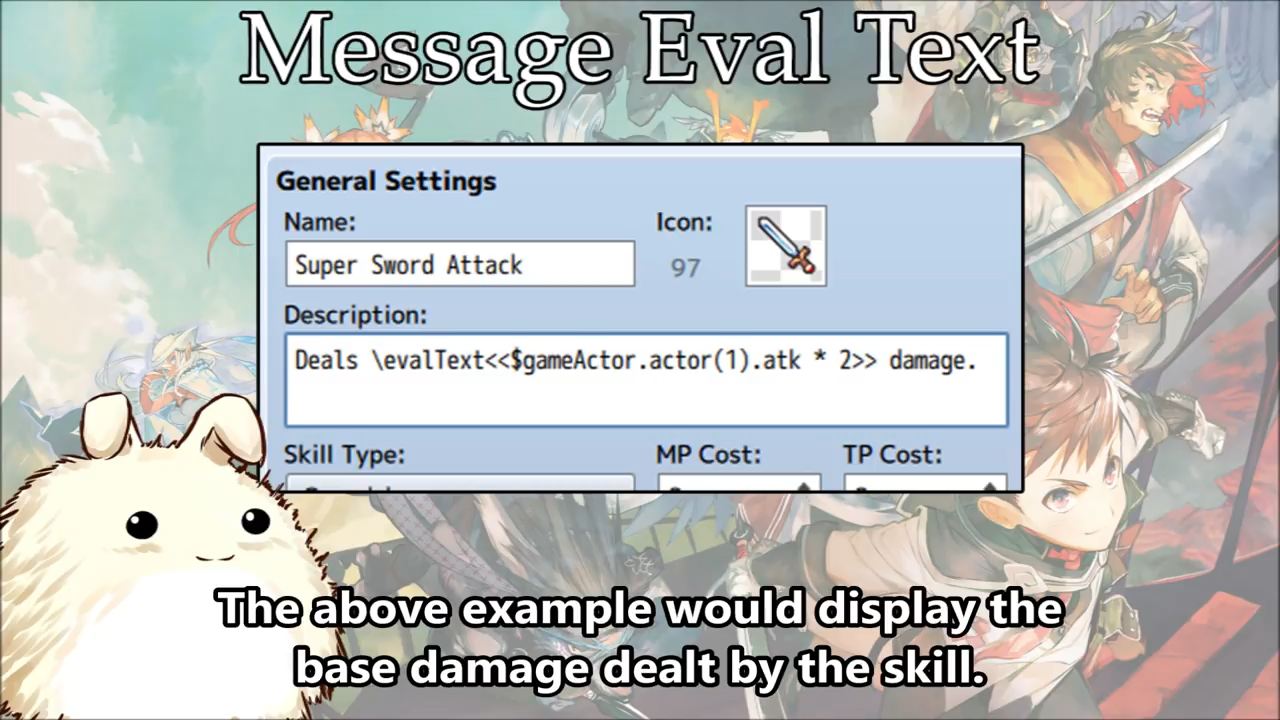 Message Eval Text
General Settings
Name:
Icon:
Super Sword Attack
97
Description:
Deals \evalText<<$gameActor.actor(1).atk * 2>> damage.
Skill Type:
MP Cost:
TP Cost:
The above example would display the
base damage dealt by the skill.